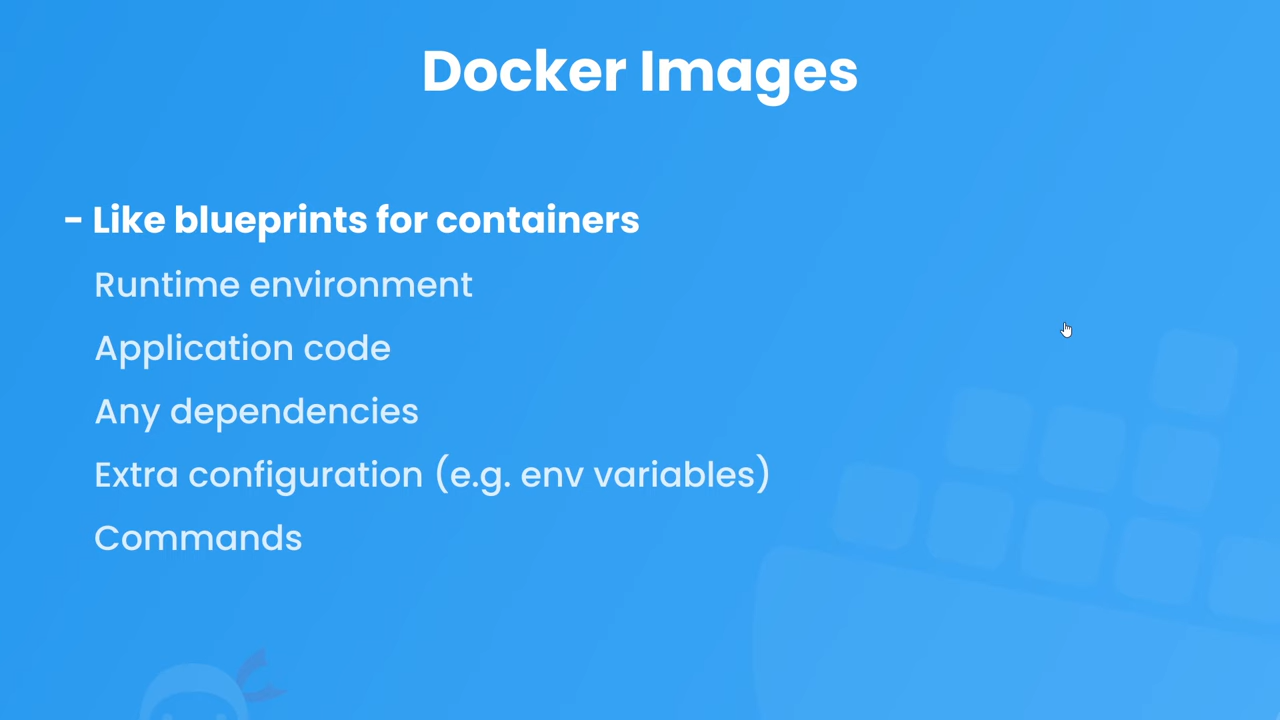 Docker Images
- Like blueprints for containers
Runtime environment
Application code
Any dependencies
Extra configuration (e.g. env variables)
Commands